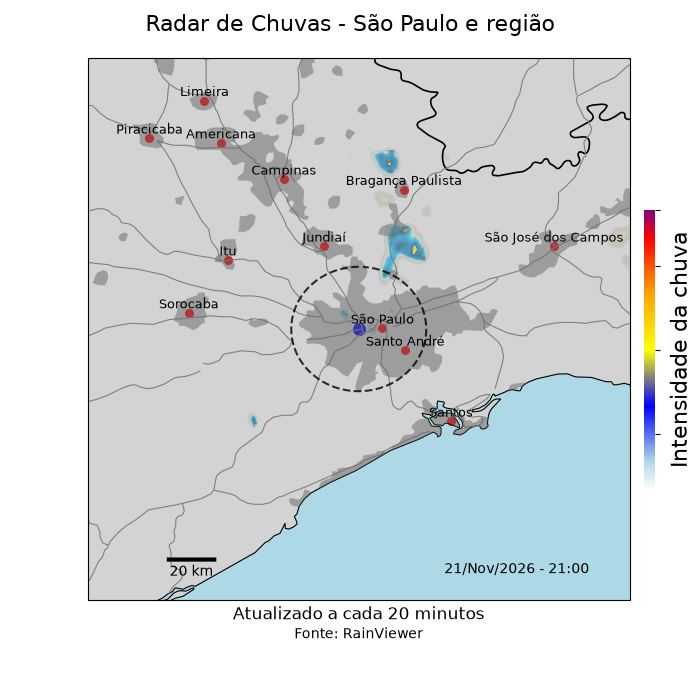 Radar de Chuvas - São Paulo e região
Limeira
Piracicaba
Americana
Campinas
Bragança Paulista
Jundiaí
São José dos Campos
Itu
Sorocaba
São Paulo
Santo André
Santos
Intensidade da chuva
20 km
21/Nov/2026 - 21:00
Atualizado a cada 20 minutos
Fonte: RainViewer